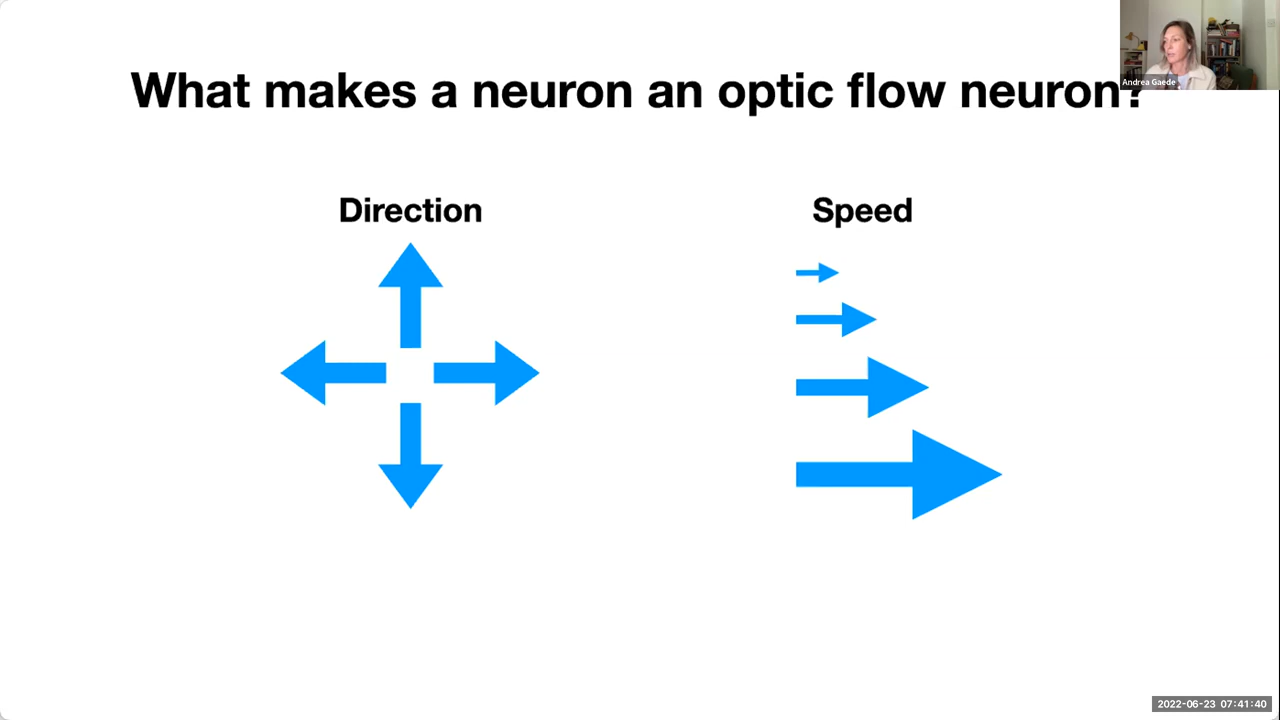 What makes a neuron an optic flow neuron?
Andrea Gaede
Direction
Speed
2022-06-23 07:41:40